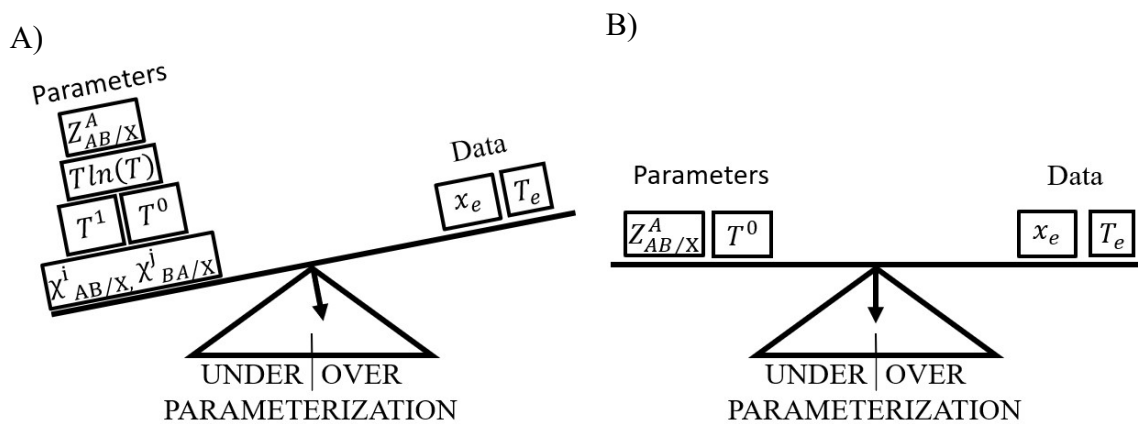 A)
Parameters
Z^A_{AB/X}
Tln(T)
T^1 T^0
χ^i_{AB/X}, χ^j_{BA/X}
Data
x_e T_e
UNDER | OVER
PARAMETERIZATION
B)
Parameters
Z^A_{AB/X} T^0
Data
x_e T_e
UNDER | OVER
PARAMETERIZATION